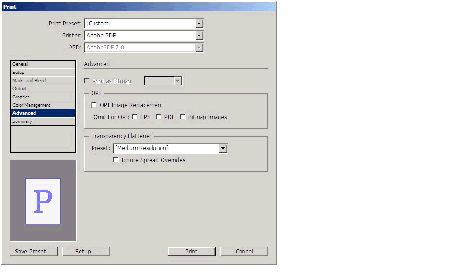 Print
Print Preset: [Custom]
Printer: Adobe PDF
PPD: AdobePDF 7.0
General
Setup
Marks and Bleed
Output
Graphics
Color Management
Advanced
Summary
Advanced
Print as Bitmap
OPI
OPI Image Replacement
Omit For OPI: EPS PDF Bitmap Images
Transparency Flattener
Preset: [Medium Resolution]
Ignore Spread Overrides
P
Save Preset... Setup... Print Cancel